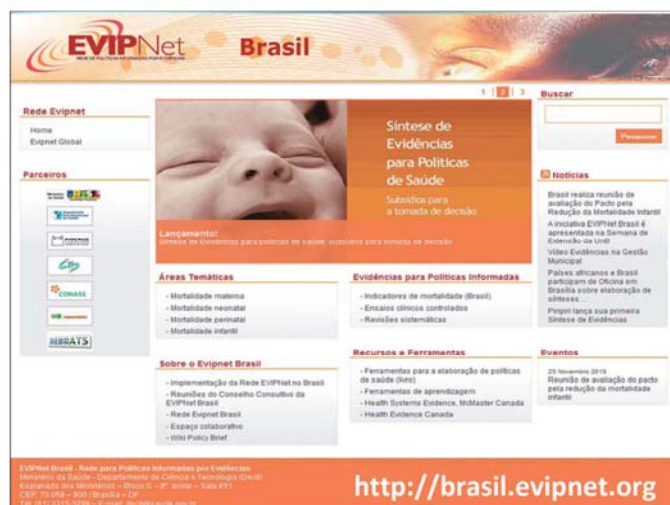 EVIPNet
REDE DE POLÍTICAS INFORMADAS POR EVIDÊNCIAS
Brasil
1 | 2 | 3
Rede Evipnet
Home
Evipnet Global
Parceiros
CONASS
REBRATS
Síntese de
Evidências
para Políticas
de Saúde
Subsídios para
a tomada de decisão
Lançamento!
Síntese de Evidências para políticas de saúde: subsídios para tomada de decisão
Áreas Temáticas
- Mortalidade materna
- Mortalidade neonatal
- Mortalidade perinatal
- Mortalidade infantil
Evidências para Políticas Informadas
- Indicadores de mortalidade (Brasil)
- Ensaios clínicos controlados
- Revisões sistemáticas
Sobre o Evipnet Brasil
- Implementação da Rede EVIPNet no Brasil
- Reuniões do Conselho Consultivo da
EVIPNet Brasil
- Rede Evipnet Brasil
- Espaço colaborativo
- Wiki Policy Brief
Recursos e Ferramentas
- Ferramentas para a elaboração de políticas
de saúde (livro)
- Ferramentas de aprendizagem
- Health Systems Evidence, McMaster Canada
- Health Evidence Canada
Buscar
Pesquisar
Notícias
Brasil realiza reunião de
avaliação do Pacto pela
Redução da Mortalidade Infantil
A iniciativa EVIPNet Brasil é
apresentada na Semana de
Extensão da UnB
Vídeo Evidências na Gestão
Municipal
Países africanos e Brasil
participam de Oficina em
Brasília sobre elaboração de
sínteses ...
Piripiri lança sua primeira
Síntese de Evidências
Eventos
23 Novembro 2010
Reunião de avaliação do pacto
pela redução da mortalidade
infantil
EVIPNet Brasil - Rede para Políticas Informadas por Evidências
Ministério da Saúde - Departamento de Ciência e Tecnologia (Decit)
Esplanada dos Ministérios – Bloco G – 8º. andar – Sala 851
CEP: 70.058 – 900 / Brasília – DF
http://brasil.evipnet.org